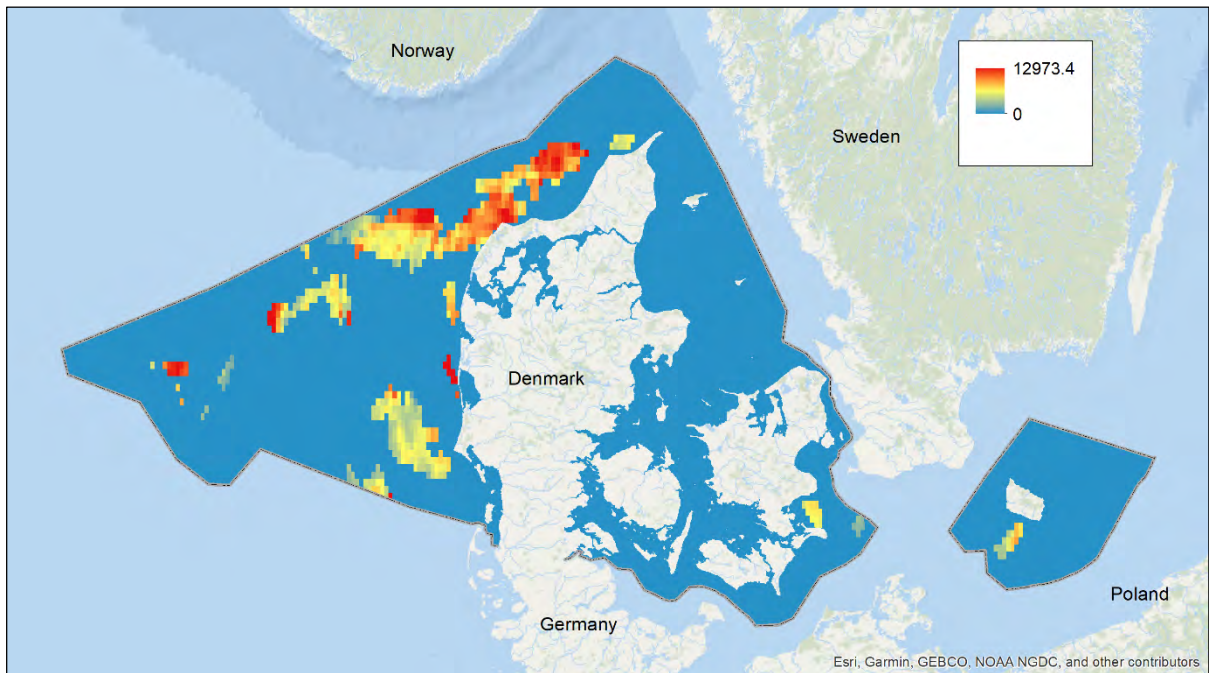 Norway
12973.4
0
Sweden
Denmark
Poland
Germany
Esri, Garmin, GEBCO, NOAA NGDC, and other contributors